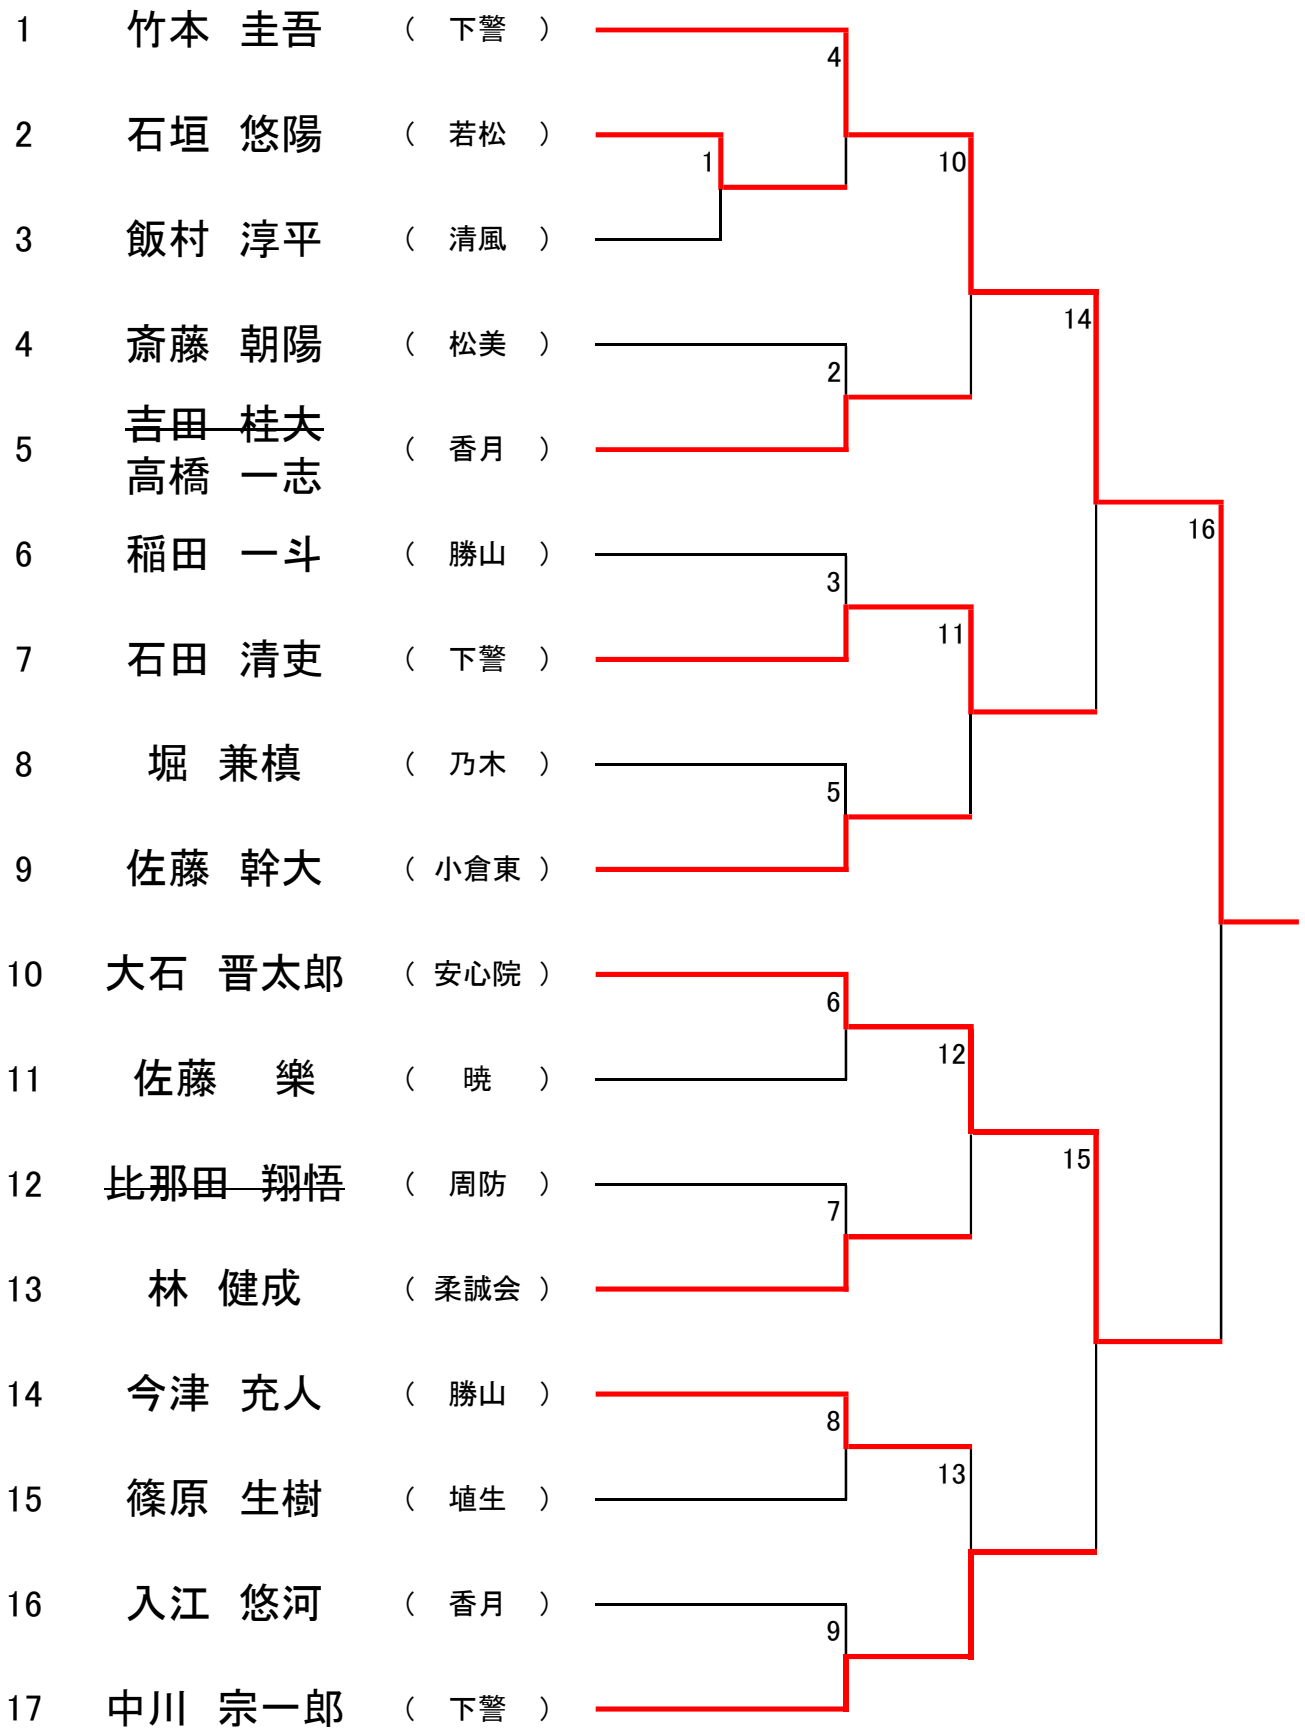 1 竹本 圭吾 ( 下警 )
4
2 石垣 悠陽 ( 若松 )
1 10
3 飯村 淳平 ( 清風 )
14
4 斎藤 朝陽 ( 松美 )
2
吉田 桂大
5 ( 香月 )
高橋 一志
16
6 稲田 一斗 ( 勝山 )
3
11
7 石田 清吏 ( 下警 )
8 堀 兼槙 ( 乃木 )
5
9 佐藤 幹大 ( 小倉東 )
10 大石 晋太郎 ( 安心院 )
6
12
11 佐藤 樂 ( 暁 )
15
12 比那田 翔悟 ( 周防 )
7
13 林 健成 ( 柔誠会 )
14 今津 充人 ( 勝山 )
8
13
15 篠原 生樹 ( 埴生 )
16 入江 悠河 ( 香月 )
9
17 中川 宗一郎 ( 下警 )